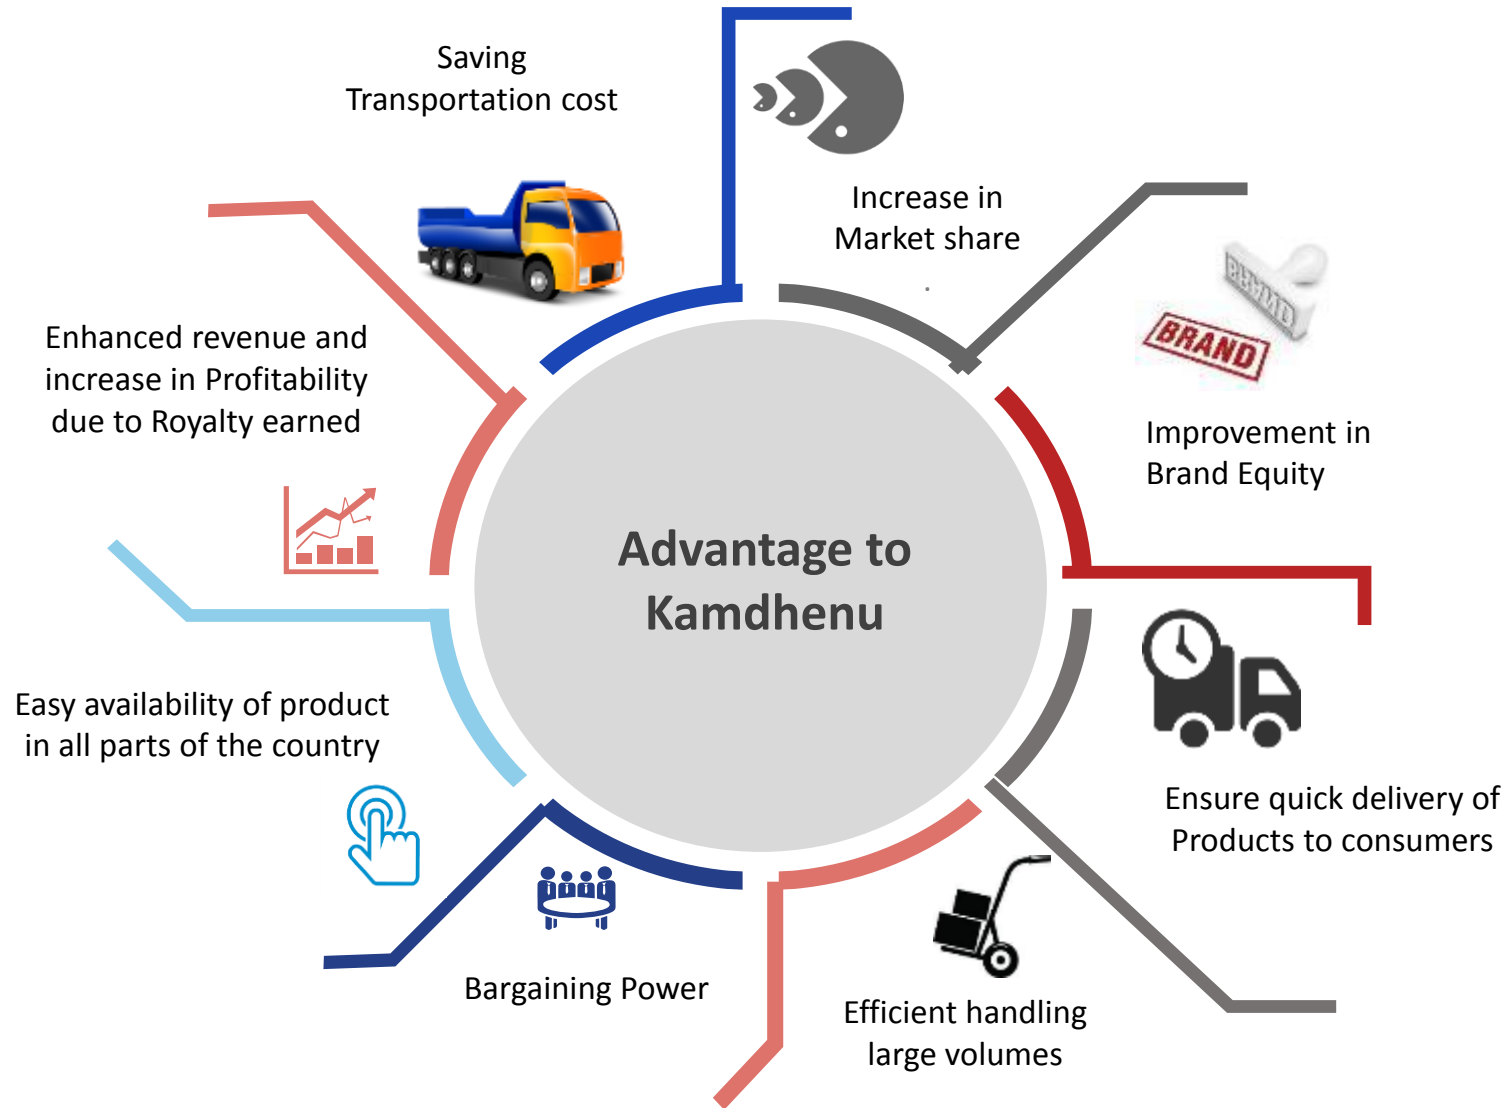 Saving
Transportation cost
Increase in
Market share
.
BRAND
BRAND
Improvement in
Brand Equity
Enhanced revenue and
increase in Profitability
due to Royalty earned
Advantage to
Kamdhenu
Easy availability of product
in all parts of the country
Ensure quick delivery of
Products to consumers
Bargaining Power
Efficient handling
large volumes